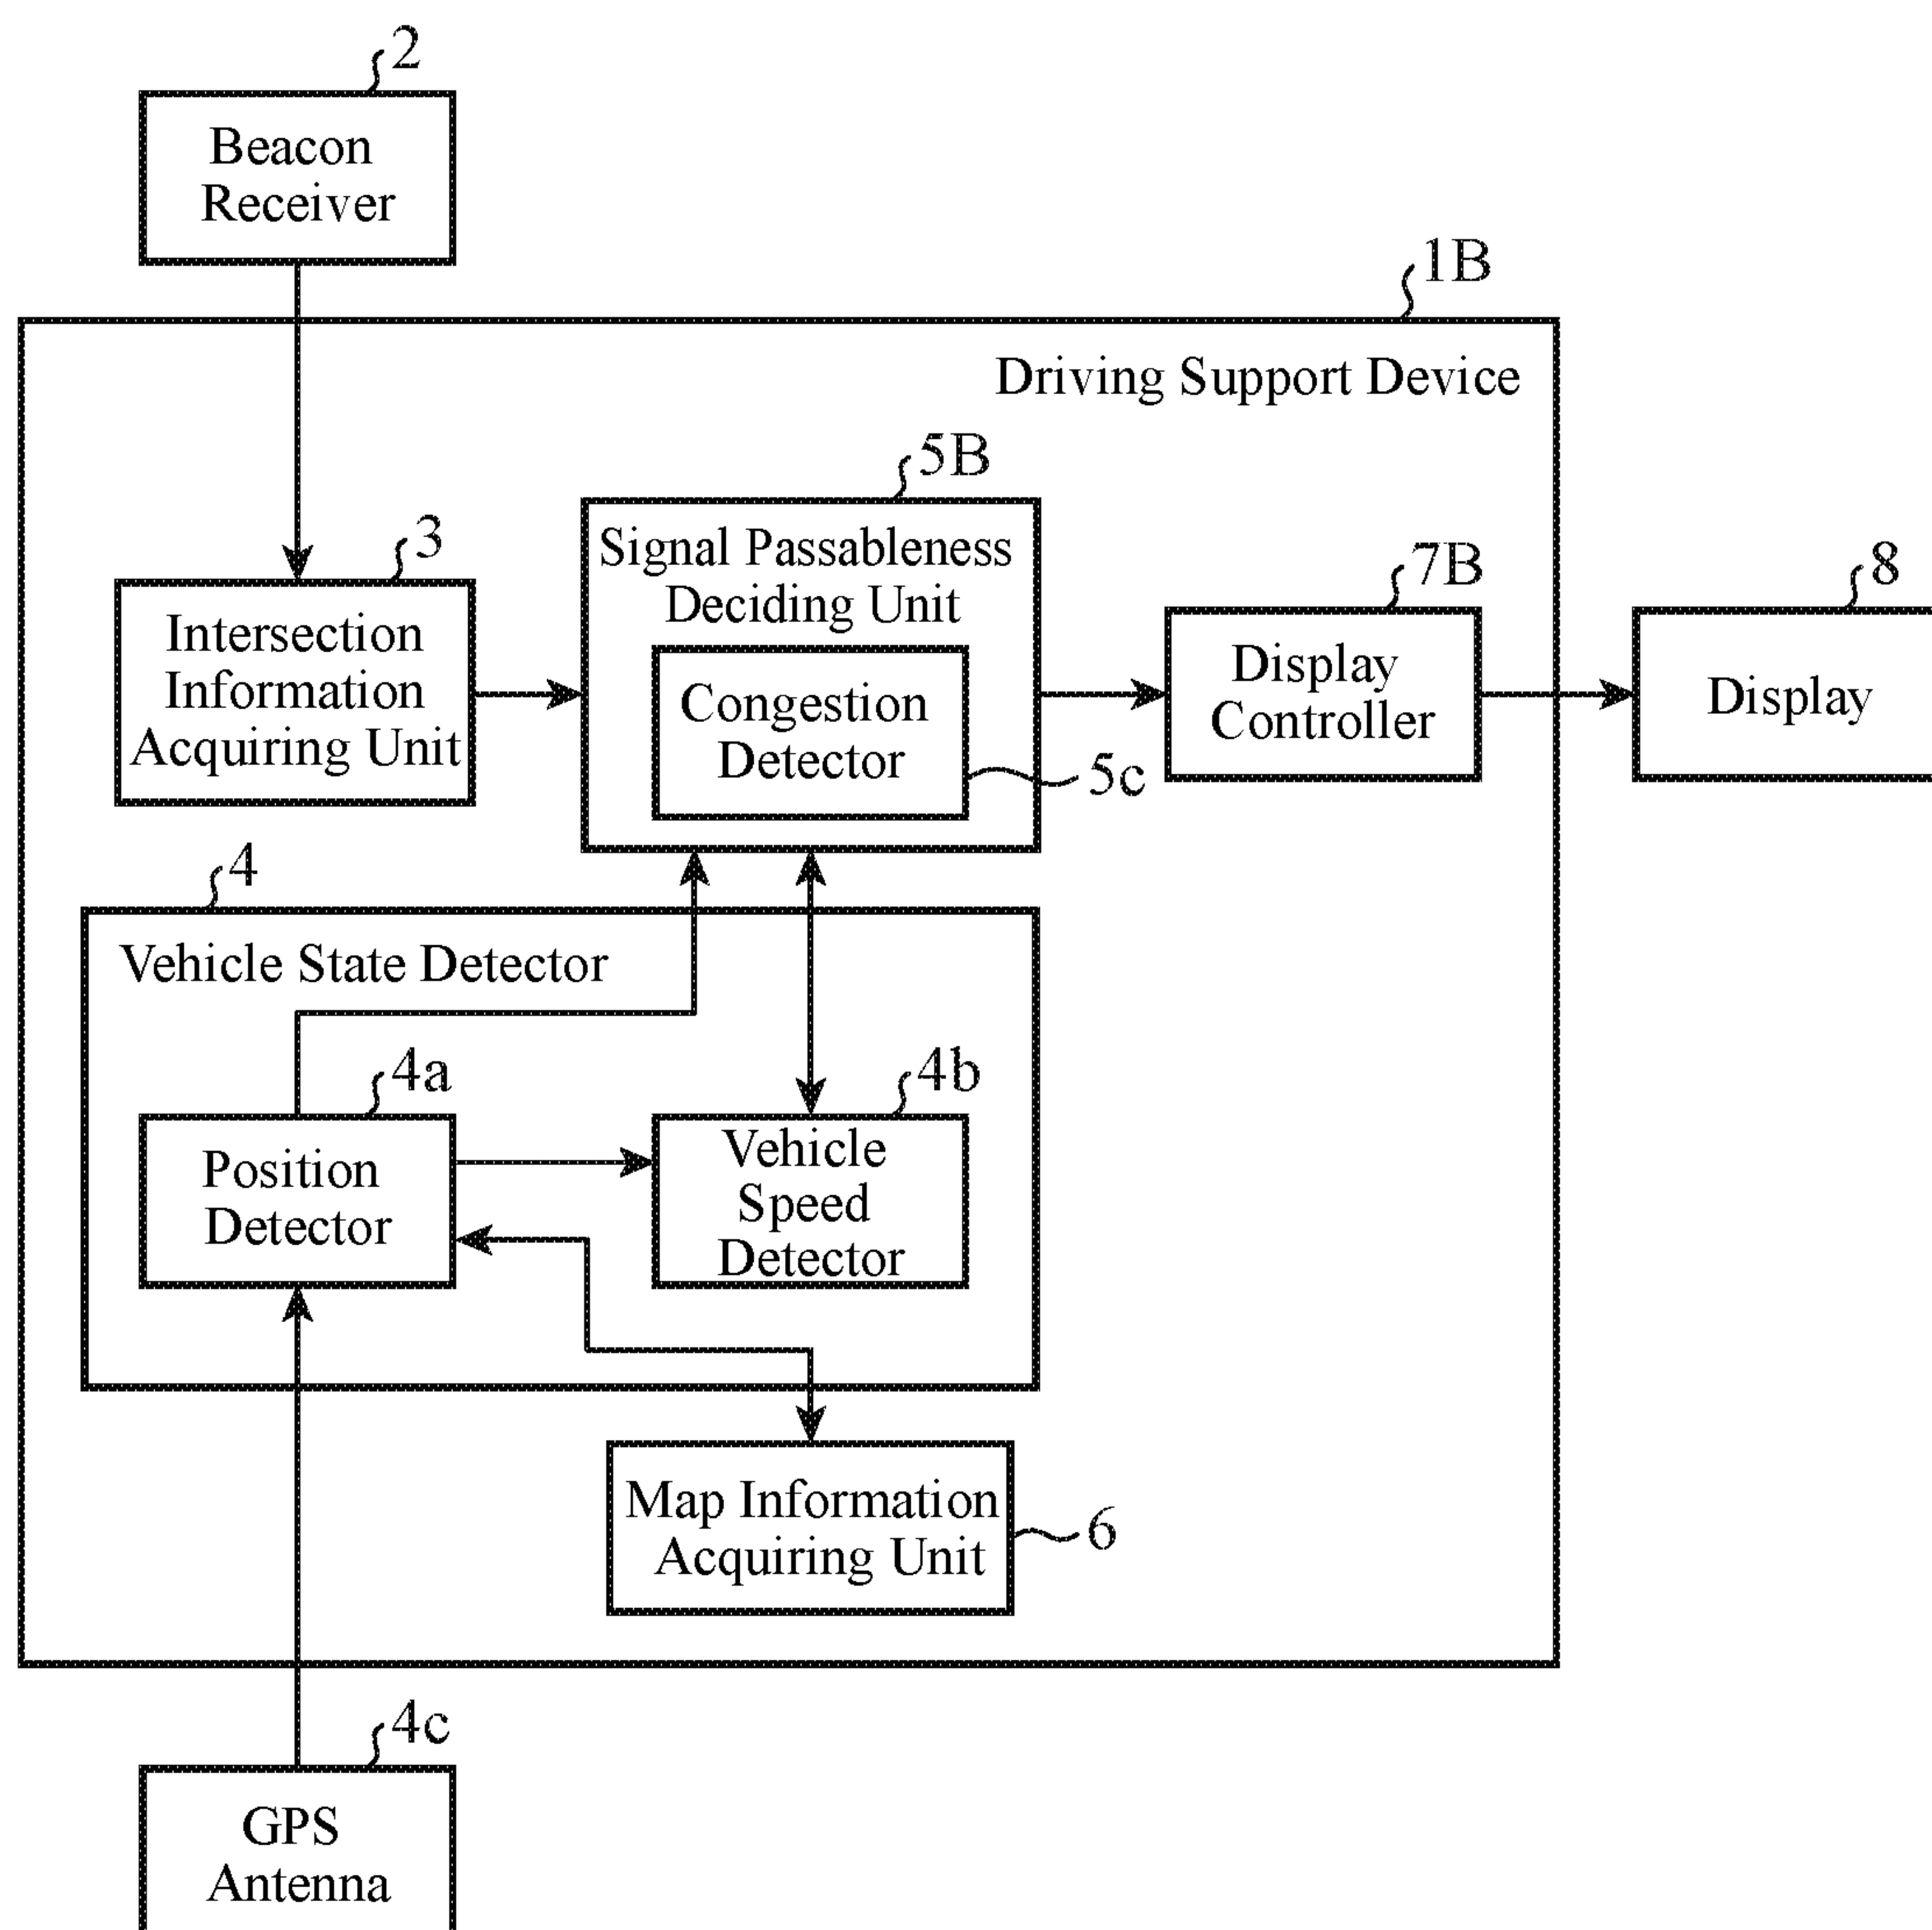 2
Beacon
Receiver
1B
Driving Support Device
5B
3
Signal Passableness
Deciding Unit
7B
8
Intersection
Information
Acquiring Unit
Congestion
Detector
5c
Display
Controller
Display
4
Vehicle State Detector
4a
4b
Position
Detector
Vehicle
Speed
Detector
Map Information
Acquiring Unit
6
4c
GPS
Antenna